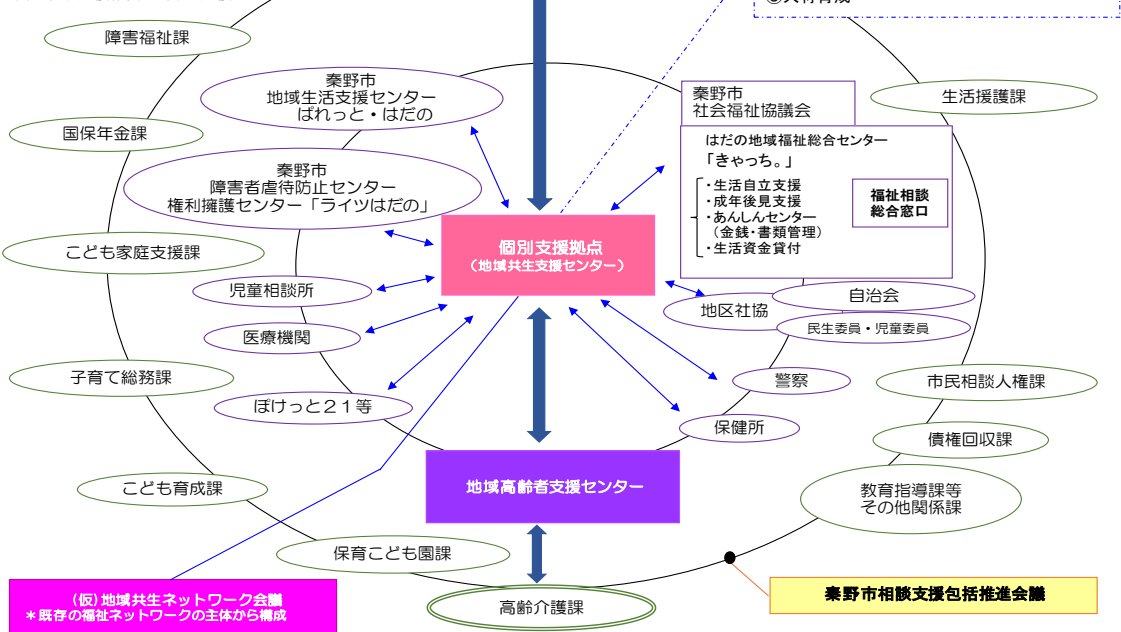 障害福祉課
秦野市
地域生活支援センター
ぱれっと・はだの
秦野市
社会福祉協議会
生活援護課
国保年金課
はだの地域福祉総合センター
「きゃっち。」
・生活自立支援
・成年後見支援
・あんしんセンター
（金銭・書類管理）
・生活資金貸付
福祉相談
総合窓口
秦野市
障害者虐待防止センター
権利擁護センター「ライツはだの」
個別支援拠点
（地域共生支援センター）
こども家庭支援課
児童相談所
自治会
地区社協
民生委員・児童委員
医療機関
子育て総務課
警察
市民相談人権課
ぽけっと２１等
保健所
債権回収課
こども育成課
地域高齢者支援センター
教育指導課等
その他関係課
保育こども園課
(仮)地域共生ネットワーク会議
＊既存の福祉ネットワークの主体から構成
高齢介護課
秦野市相談支援包括推進会議